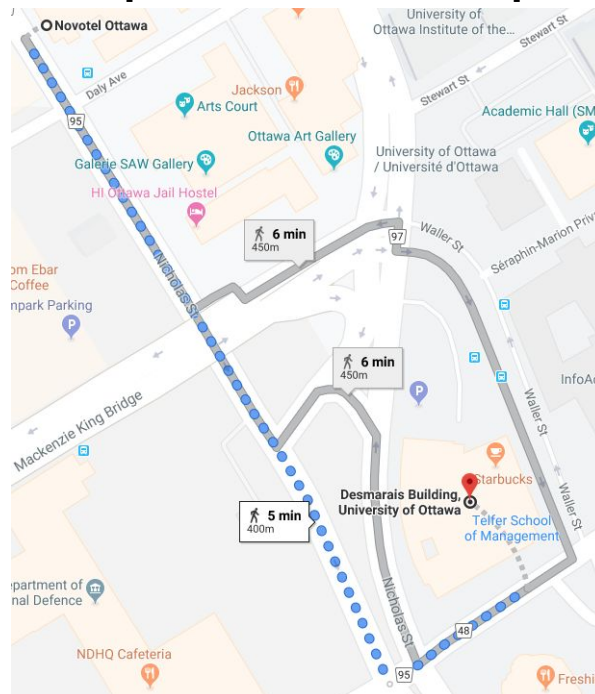 University of
Ottawa Institute of the...
Novotel Ottawa
Stewart St
Daly Ave
Jackson
Stewart St
95
Arts Court
Academic Hall (SM
Ottawa Art Gallery
University of Ottawa
/ Université d'Ottawa
Galerie SAW Gallery
HI Ottawa Jail Hostel
6 min
450m
97
Waller St
Séraphin-Marion Priva
om Ebar
Coffee
Nicholas St
mpark Parking
P
6 min
450m
P
InfoAc
Mackenzie King Bridge
Waller St
Starbucks
Desmarais Building,
University of Ottawa
Waller St
5 min
400m
Telfer School
of Management
epartment of
nal Defence
Nicholas St
48
95
NDHQ Cafeteria
Freshi